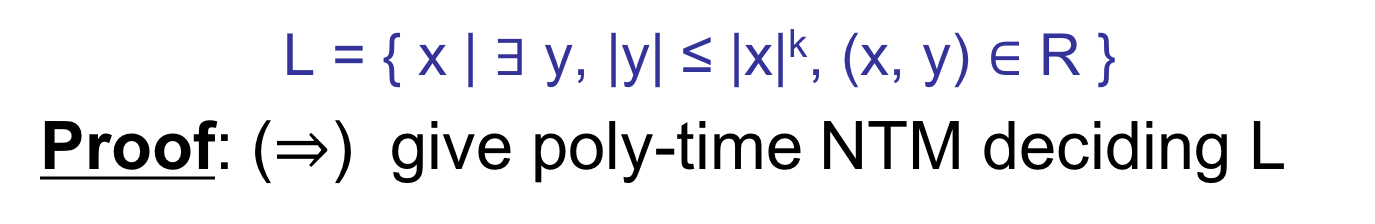 L = { x | ∃ y, |y| ≤ |x|ᵏ, (x, y) ∈ R }
Proof: (⇒) give poly-time NTM deciding L